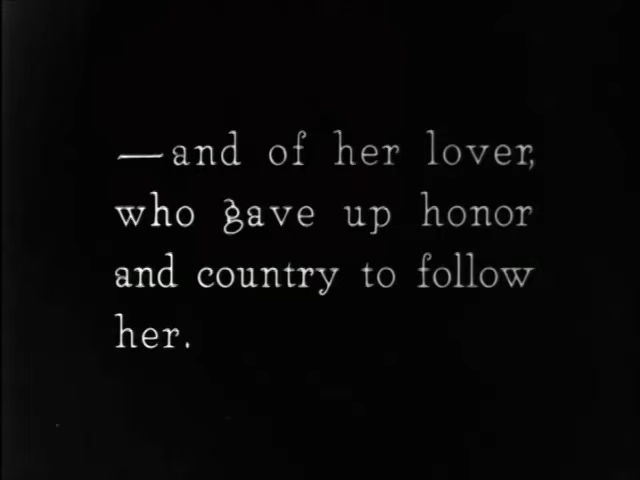 —and of her lover,
who gave up honor
and country to follow
her.